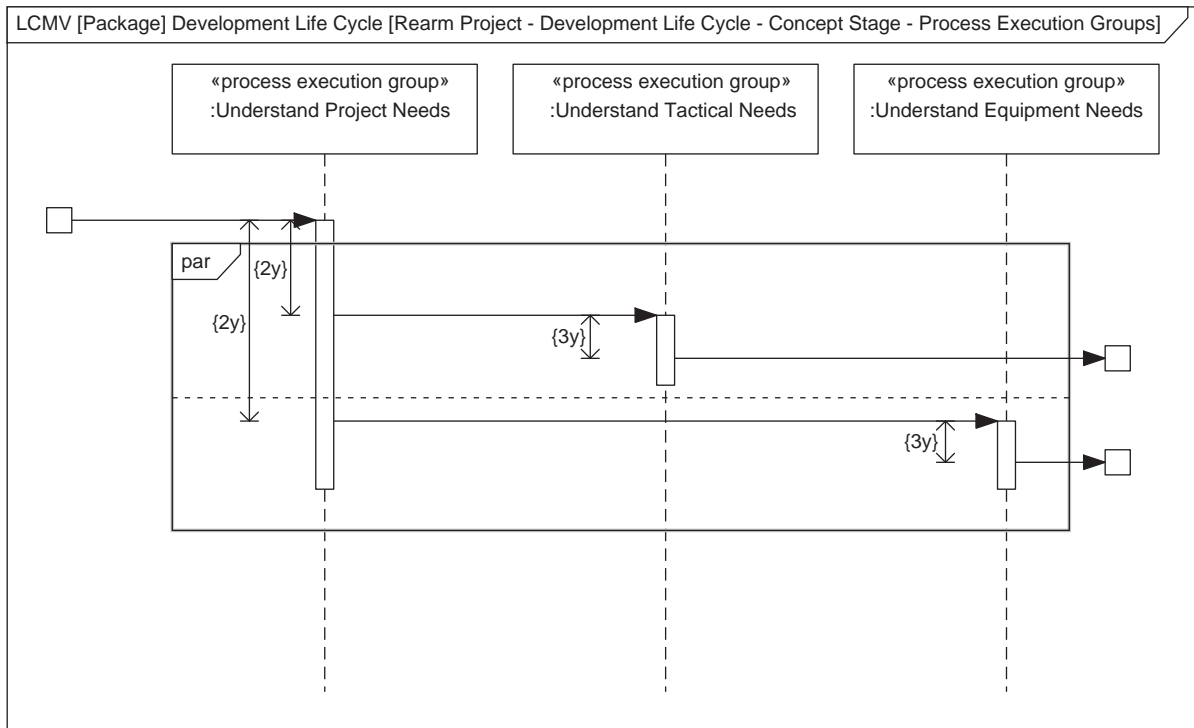 LCMV [Package] Development Life Cycle [Rearm Project - Development Life Cycle - Concept Stage - Process Execution Groups]
«process execution group»
:Understand Project Needs
«process execution group»
:Understand Tactical Needs
«process execution group»
:Understand Equipment Needs
par
{2y}
{2y}
{3y}
{3y}